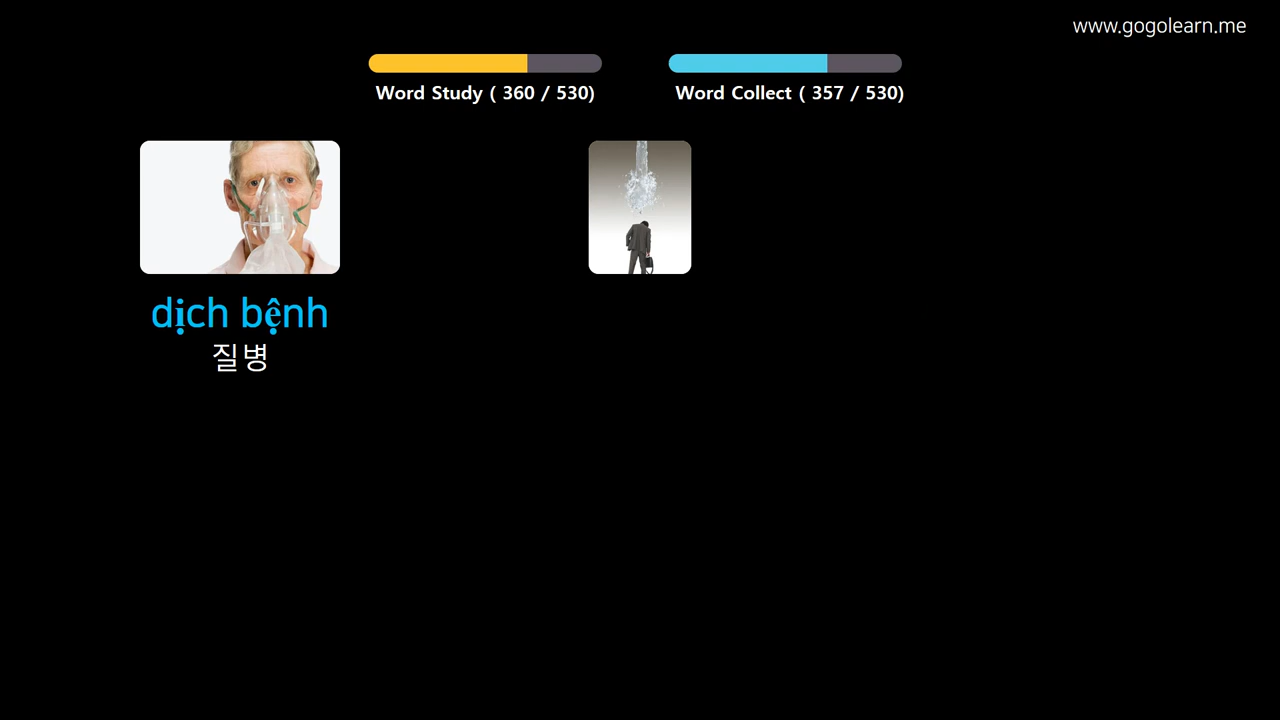 www.gogolearn.me
Word Study ( 360 / 530)
Word Collect ( 357 / 530)
dịch bệnh
질병